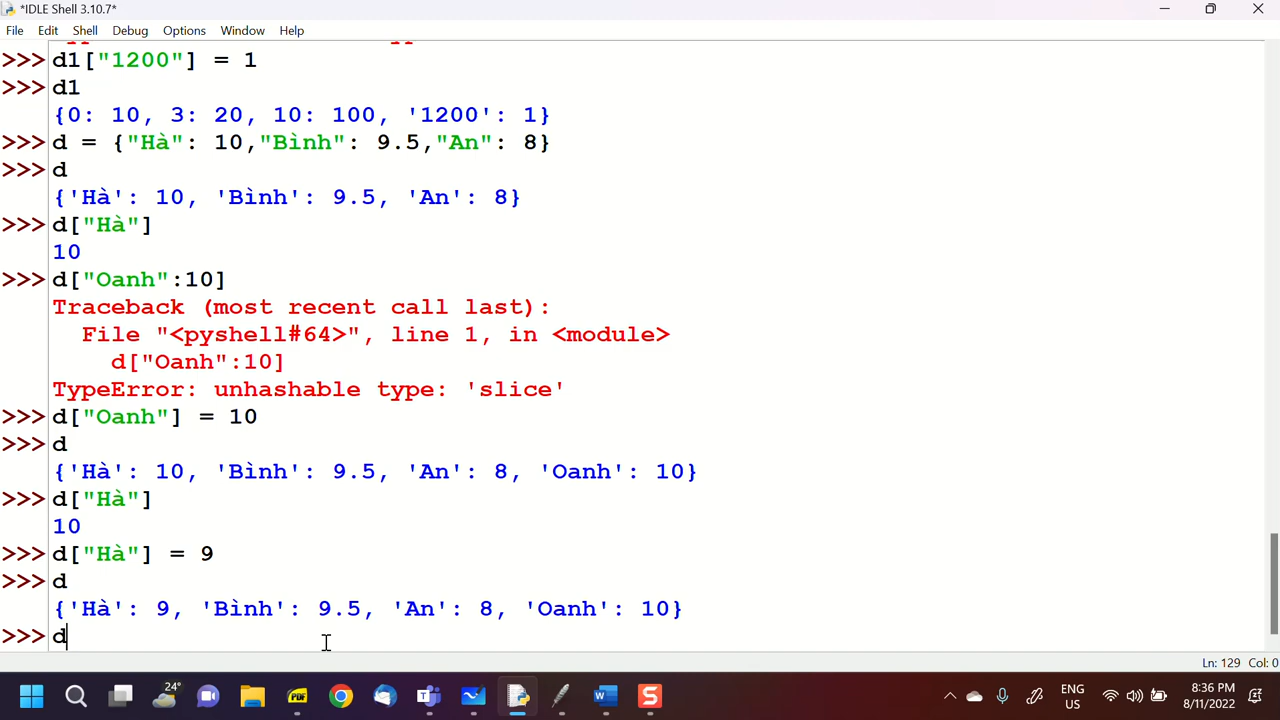 *IDLE Shell 3.10.7*
File Edit Shell Debug Options Window Help
>>> d1["1200"] = 1
>>> d1
{0: 10, 3: 20, 10: 100, '1200': 1}
>>> d = {"Hà": 10,"Bình": 9.5,"An": 8}
>>> d
{'Hà': 10, 'Bình': 9.5, 'An': 8}
>>> d["Hà"]
10
>>> d["Oanh":10]
Traceback (most recent call last):
  File "<pyshell#64>", line 1, in <module>
    d["Oanh":10]
TypeError: unhashable type: 'slice'
>>> d["Oanh"] = 10
>>> d
{'Hà': 10, 'Bình': 9.5, 'An': 8, 'Oanh': 10}
>>> d["Hà"]
10
>>> d["Hà"] = 9
>>> d
{'Hà': 9, 'Bình': 9.5, 'An': 8, 'Oanh': 10}
>>> d
Ln: 129 Col: 0
24°
PDF
S
ENG
US
8:36 PM
8/11/2022